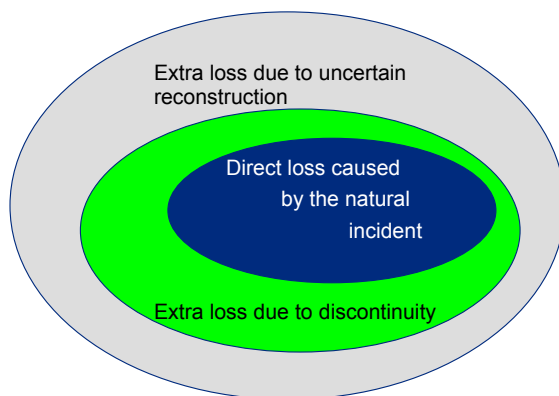 Extra loss due to uncertain
reconstruction
Direct loss caused
by the natural
incident
Extra loss due to discontinuity